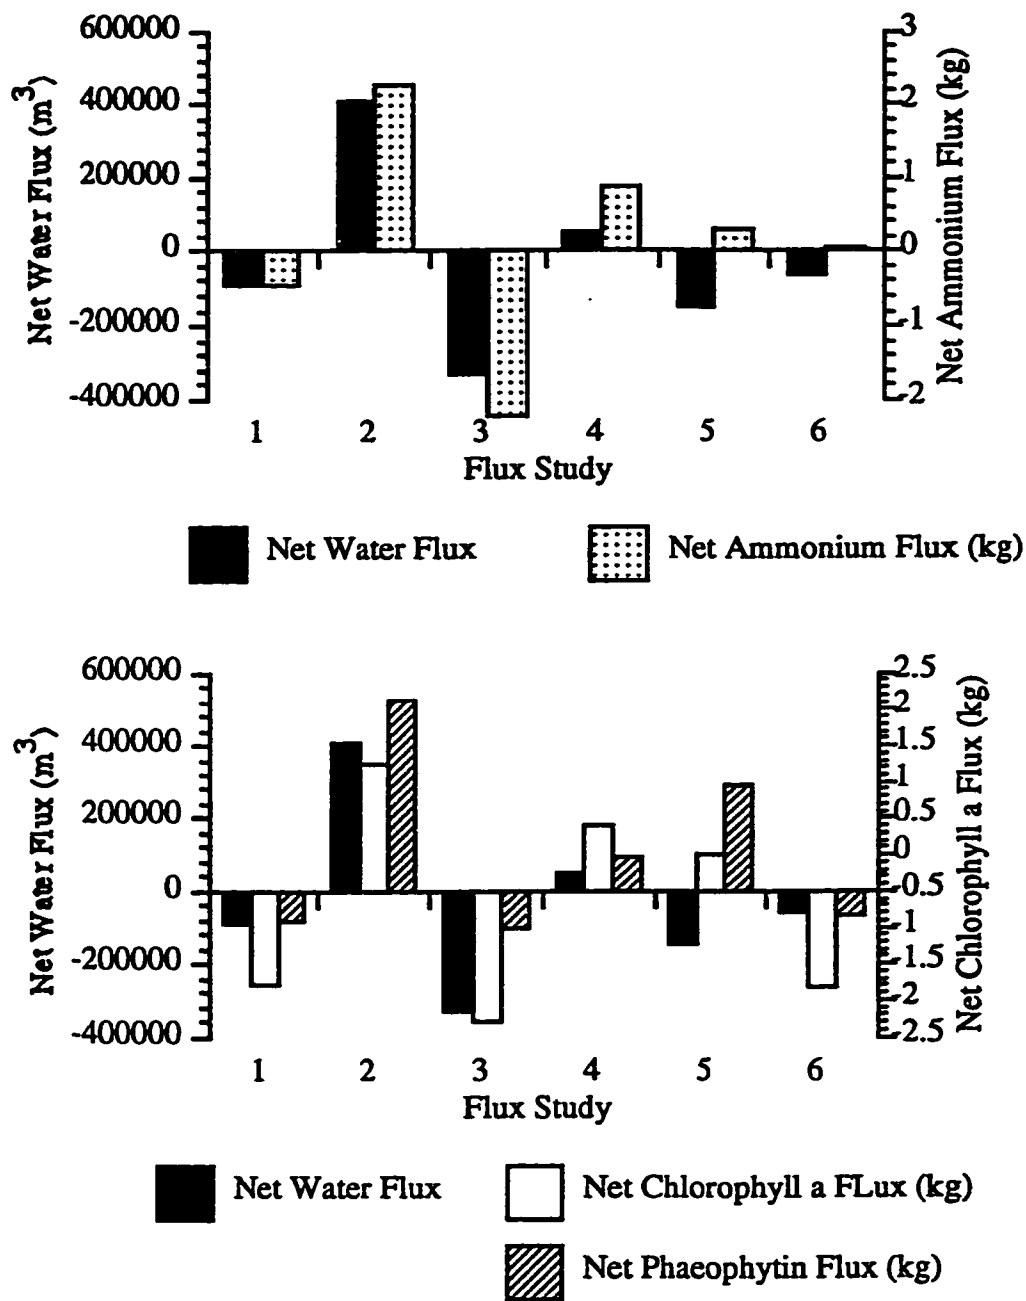 600000
400000
200000
0
-200000
-400000
Net Water Flux (m3)
3
2
1
0
-1
-2
Net Ammonium Flux (kg)
1 2 3 4 5 6
Flux Study
Net Water Flux
Net Ammonium Flux (kg)
600000
400000
200000
0
-200000
-400000
Net Water Flux (m3)
2.5
2
1.5
1
0.5
0
-0.5
-1
-1.5
-2
-2.5
Net Chlorophyll a Flux (kg)
1 2 3 4 5 6
Flux Study
Net Water Flux
Net Chlorophyll a FLux (kg)
Net Phaeophytin Flux (kg)